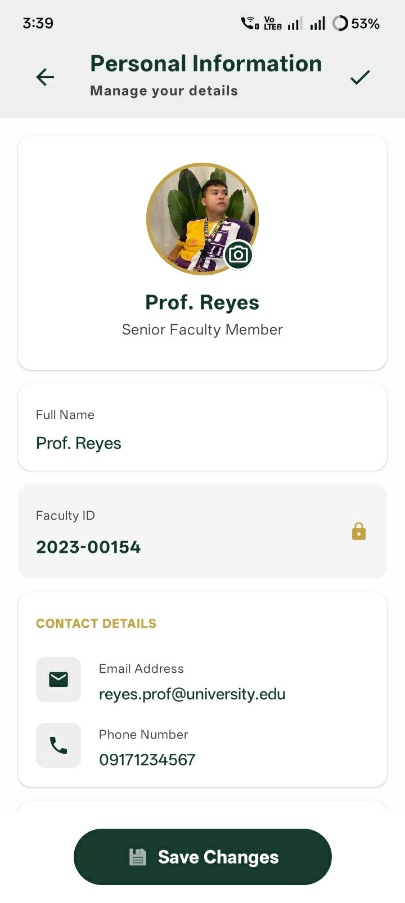 3:39
Vo
LTE
53%
Personal Information
Manage your details
Prof. Reyes
Senior Faculty Member
Full Name
Prof. Reyes
Faculty ID
2023-00154
CONTACT DETAILS
Email Address
reyes.prof@university.edu
Phone Number
09171234567
Save Changes